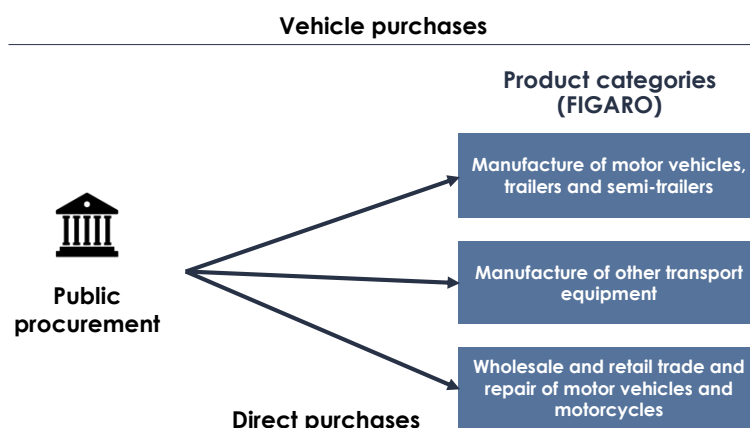 Vehicle purchases
Product categories
(FIGARO)
Manufacture of motor vehicles,
trailers and semi-trailers
Manufacture of other transport
equipment
Public
procurement
Wholesale and retail trade and
repair of motor vehicles and
motorcycles
Direct purchases